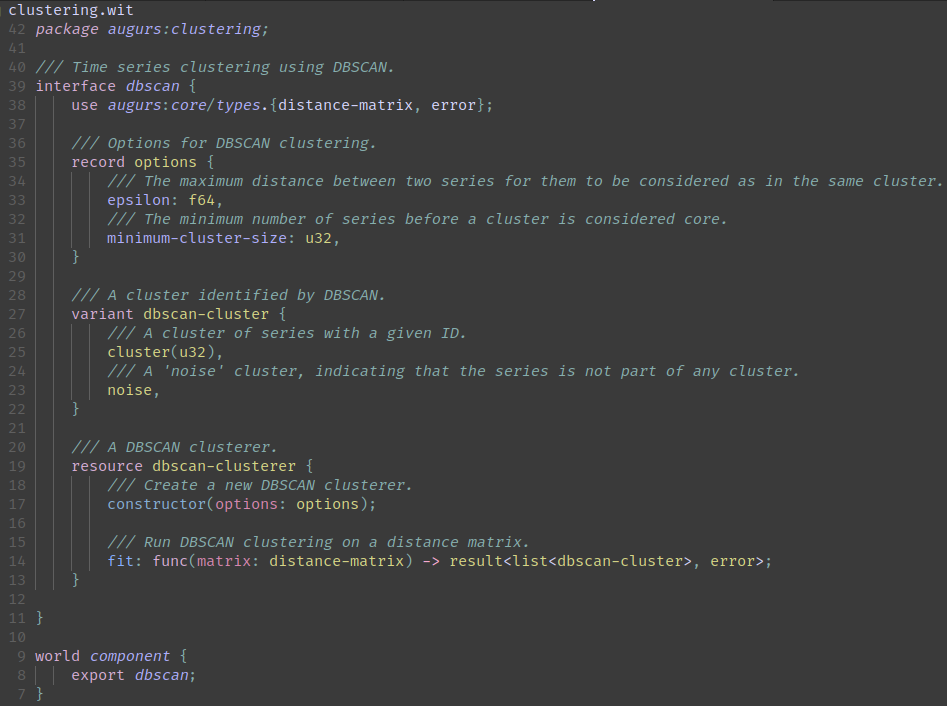 clustering.wit
42 package augurs:clustering;
41
40 /// Time series clustering using DBSCAN.
39 interface dbscan {
38     use augurs:core/types.{distance-matrix, error};
37
36     /// Options for DBSCAN clustering.
35     record options {
34         /// The maximum distance between two series for them to be considered as in the same cluster.
33         epsilon: f64,
32         /// The minimum number of series before a cluster is considered core.
31         minimum-cluster-size: u32,
30     }
29
28     /// A cluster identified by DBSCAN.
27     variant dbscan-cluster {
26         /// A cluster of series with a given ID.
25         cluster(u32),
24         /// A 'noise' cluster, indicating that the series is not part of any cluster.
23         noise,
22     }
21
20     /// A DBSCAN clusterer.
19     resource dbscan-clusterer {
18         /// Create a new DBSCAN clusterer.
17         constructor(options: options);
16
15         /// Run DBSCAN clustering on a distance matrix.
14         fit: func(matrix: distance-matrix) -> result<list<dbscan-cluster>, error>;
13     }
12
11 }
10
9 world component {
8     export dbscan;
7 }